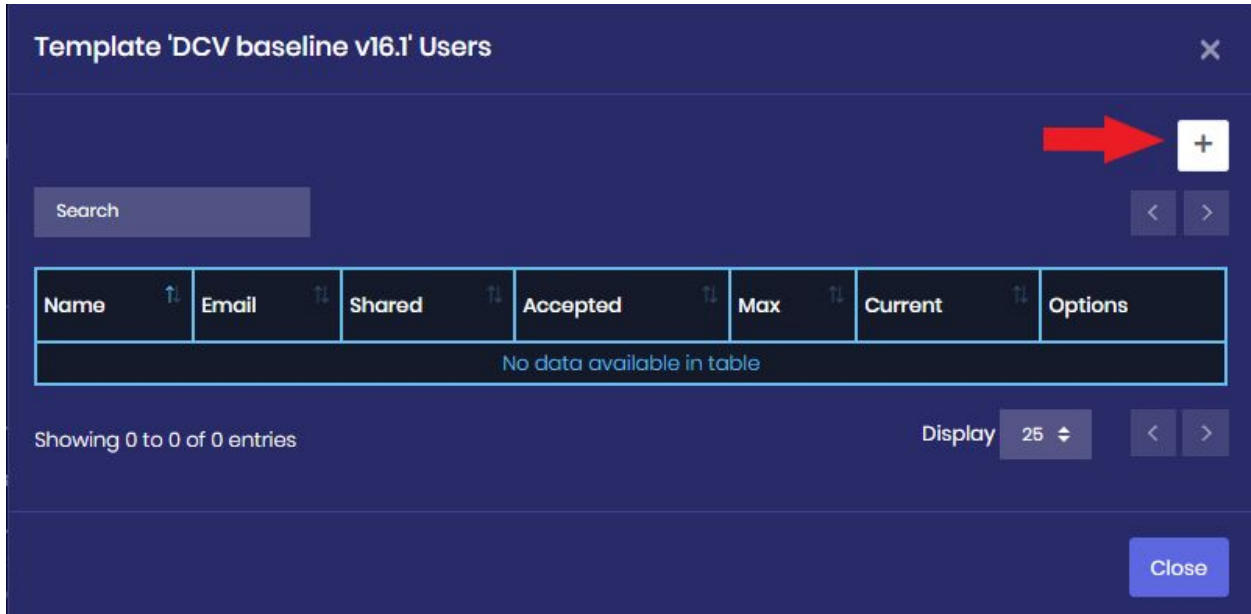 Template 'DCV baseline v16.1' Users
×
+
Search
< >
Name Email Shared Accepted Max Current Options
No data available in table
Showing 0 to 0 of 0 entries Display 25 < >
Close